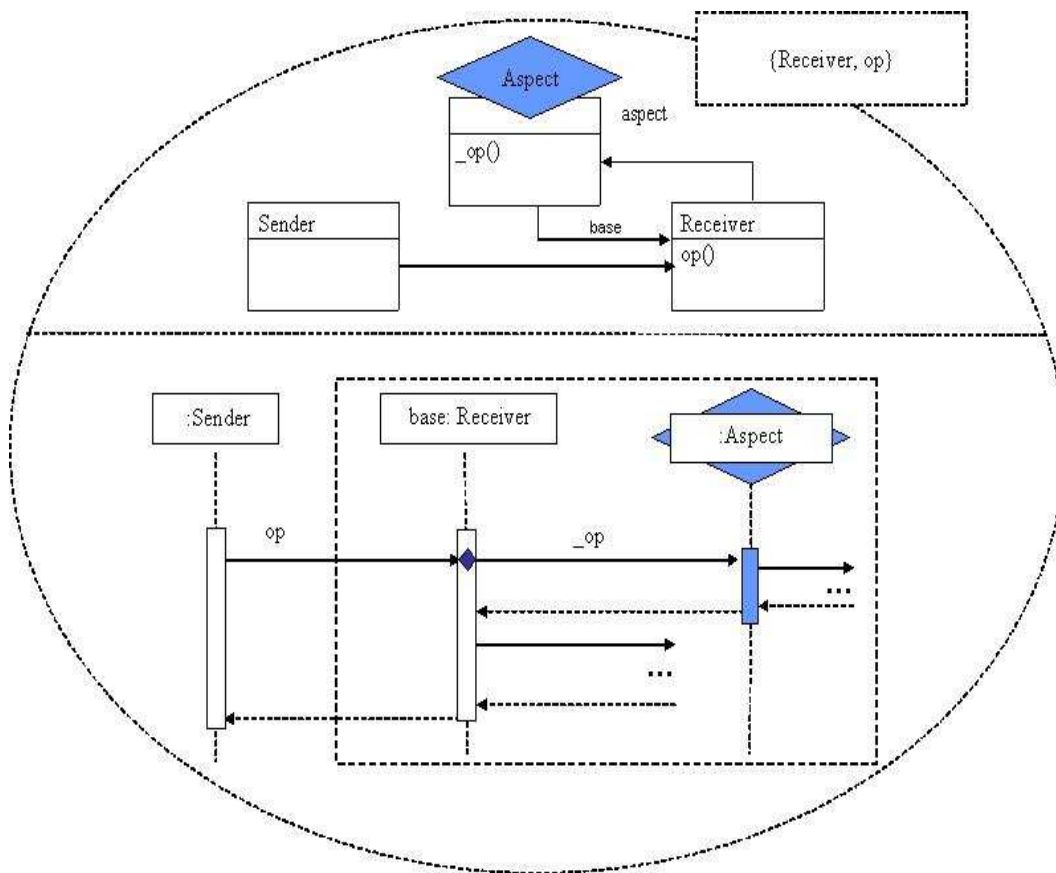 {Receiver, op}
Aspect
aspect
_op()
Sender
base
Receiver
op()
:Sender
base: Receiver
:Aspect
op
_op
...
...